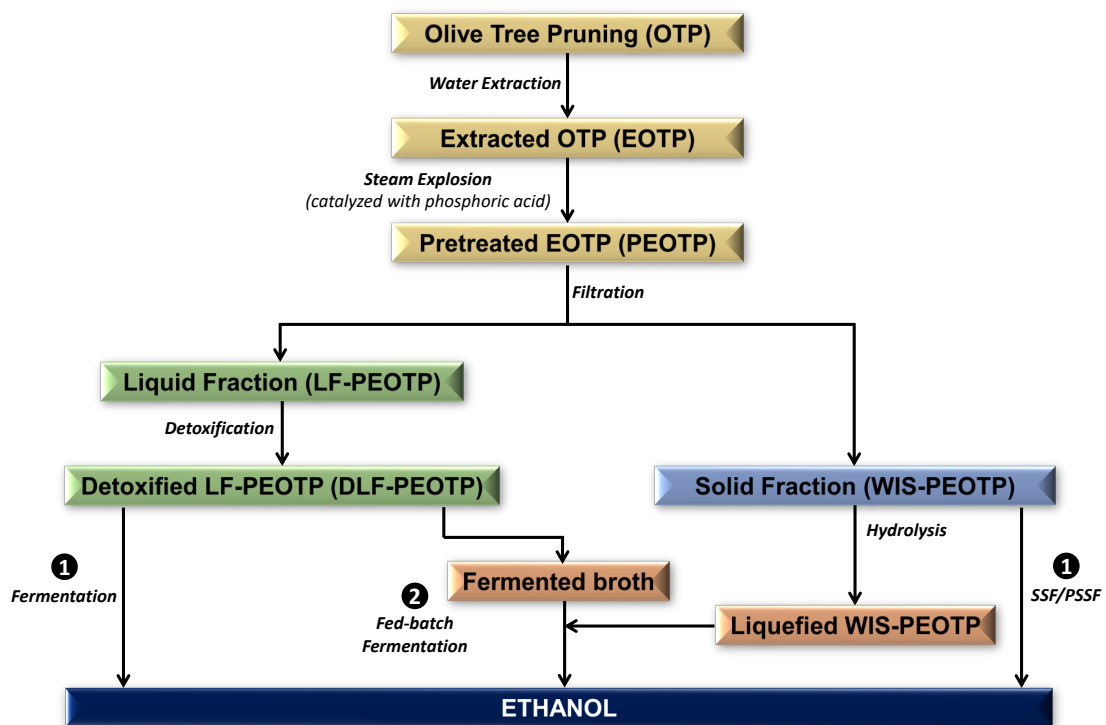 Olive Tree Pruning (OTP)
Water Extraction
Extracted OTP (EOTP)
Steam Explosion
(catalyzed with phosphoric acid)
Pretreated EOTP (PEOTP)
Filtration
Liquid Fraction (LF-PEOTP)
Detoxification
Detoxified LF-PEOTP (DLF-PEOTP)
Solid Fraction (WIS-PEOTP)
Hydrolysis
1
Fermentation
Fermented broth
2
Fed-batch
Fermentation
Liquefied WIS-PEOTP
1
SSF/PSSF
ETHANOL